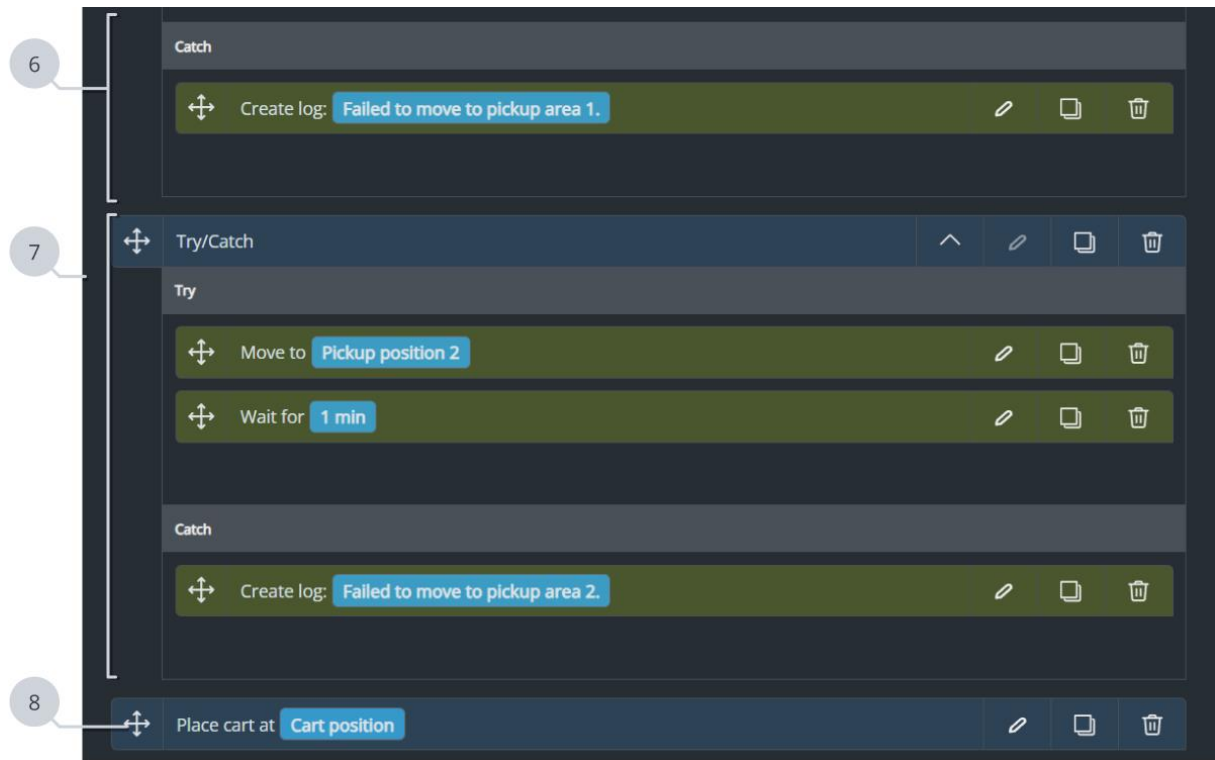 6
Catch
Create log: Failed to move to pickup area 1.
7
Try/Catch
Try
Move to Pickup position 2
Wait for 1 min
Catch
Create log: Failed to move to pickup area 2.
8
Place cart at Cart position